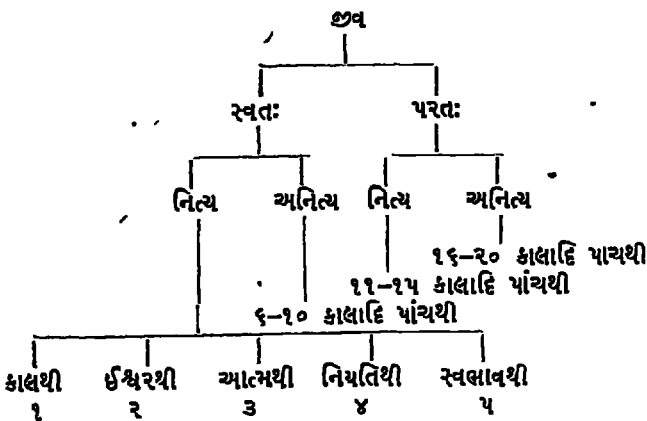 જીવ
સ્વતઃ પરતઃ
નિત્ય અનિત્ય નિત્ય અનિત્ય
૧૬–૨૦ કાલાદિ પાચથી
૧૧–૧૫ કાલાદિ પાંચથી
૬–૧૦ કાલાદિ પાંચથી
કાલથી ઈશ્વરથી આત્મથી નિયતિથી સ્વભાવથી
૧ ૨ ૩ ૪ ૫